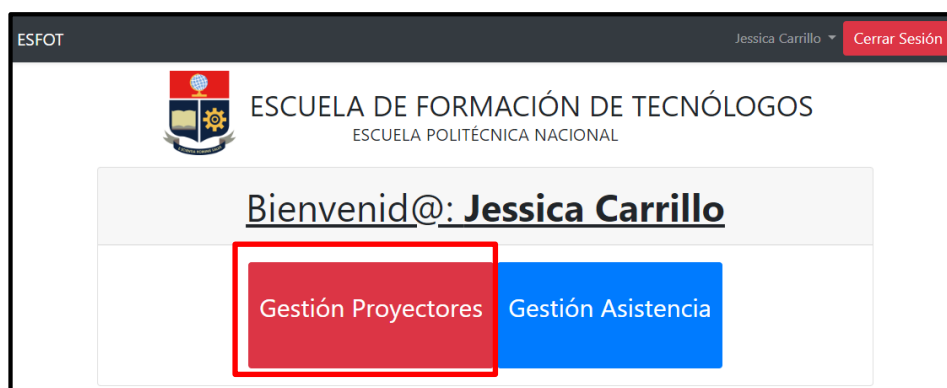 ESFOT
Jessica Carrillo
Cerrar Sesión
ESCUELA DE FORMACIÓN DE TECNÓLOGOS
ESCUELA POLITÉCNICA NACIONAL
Bienvenid@: Jessica Carrillo
Gestión Proyectores
Gestión Asistencia